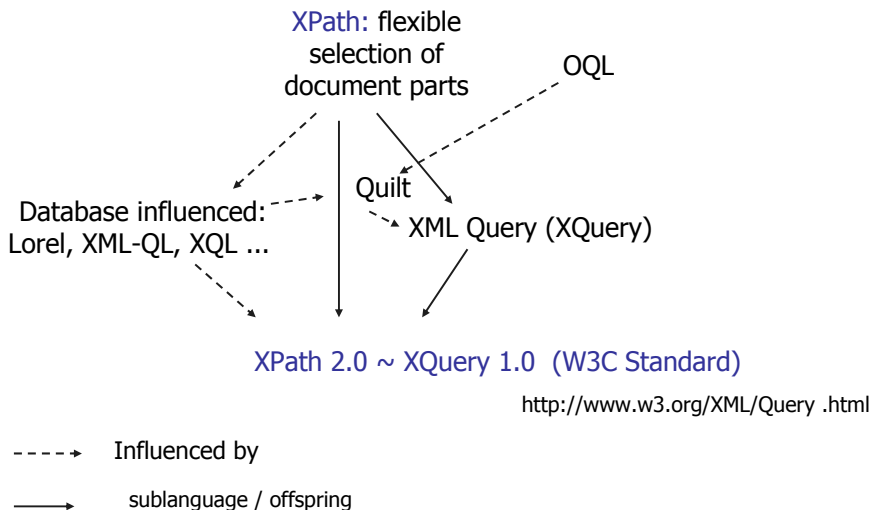 XPath: flexible
selection of
document parts
OQL
Quilt
Database influenced:
Lorel, XML-QL, XQL ...
XML Query (XQuery)
XPath 2.0 ~ XQuery 1.0 (W3C Standard)
http://www.w3.org/XML/Query .html
Influenced by
sublanguage / offspring